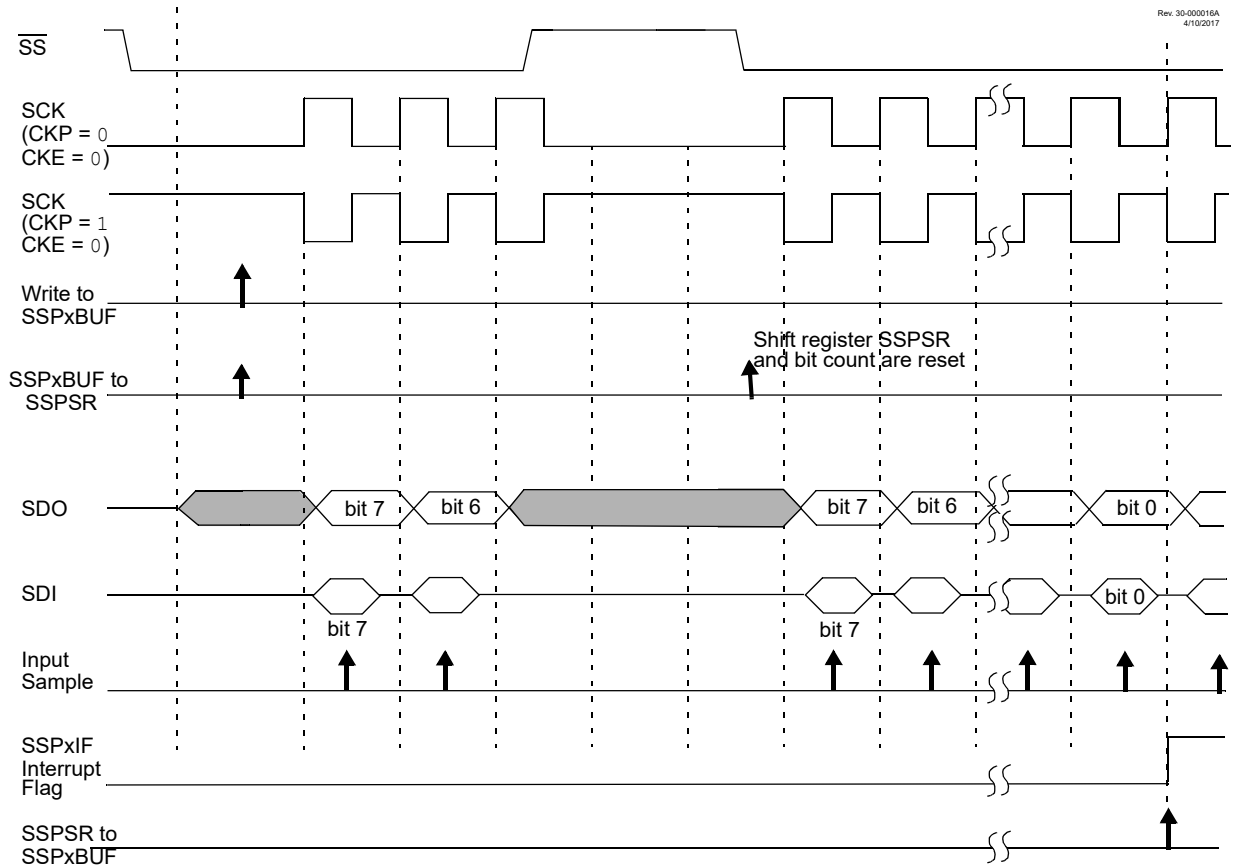 Rev. 30-000016A
4/10/2017
SS
SCK
(CKP = 0
CKE = 0)
SCK
(CKP = 1
CKE = 0)
Write to
SSPxBUF
Shift register SSPSR
and bit count are reset
SSPxBUF to
SSPSR
SDO
bit 7
bit 6
bit 7
bit 6
bit 0
SDI
bit 0
bit 7
bit 7
Input
Sample
SSPxIF
Interrupt
Flag
SSPSR to
SSPxBUF